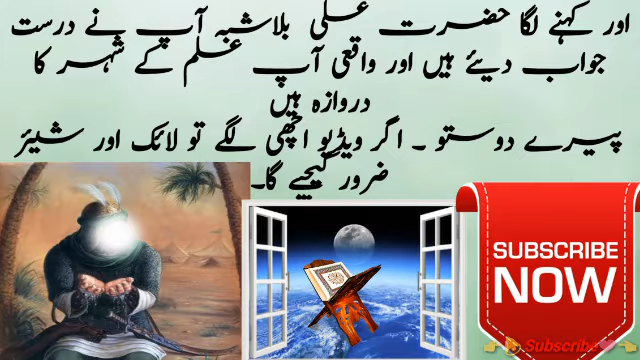 اور کہنے لگا حضرت علی بلاشبہ آپ نے درست
جواب دیئے ہیں اور واقعی آپ علم کے شہر کا
دروازہ ہیں
پیرے دوستو ۔ اگر ویڈیو اچھی لگے تو لائک اور شیئر
ضرور کیجیے گا۔
SUBSCRIBE
NOW
Subscribe